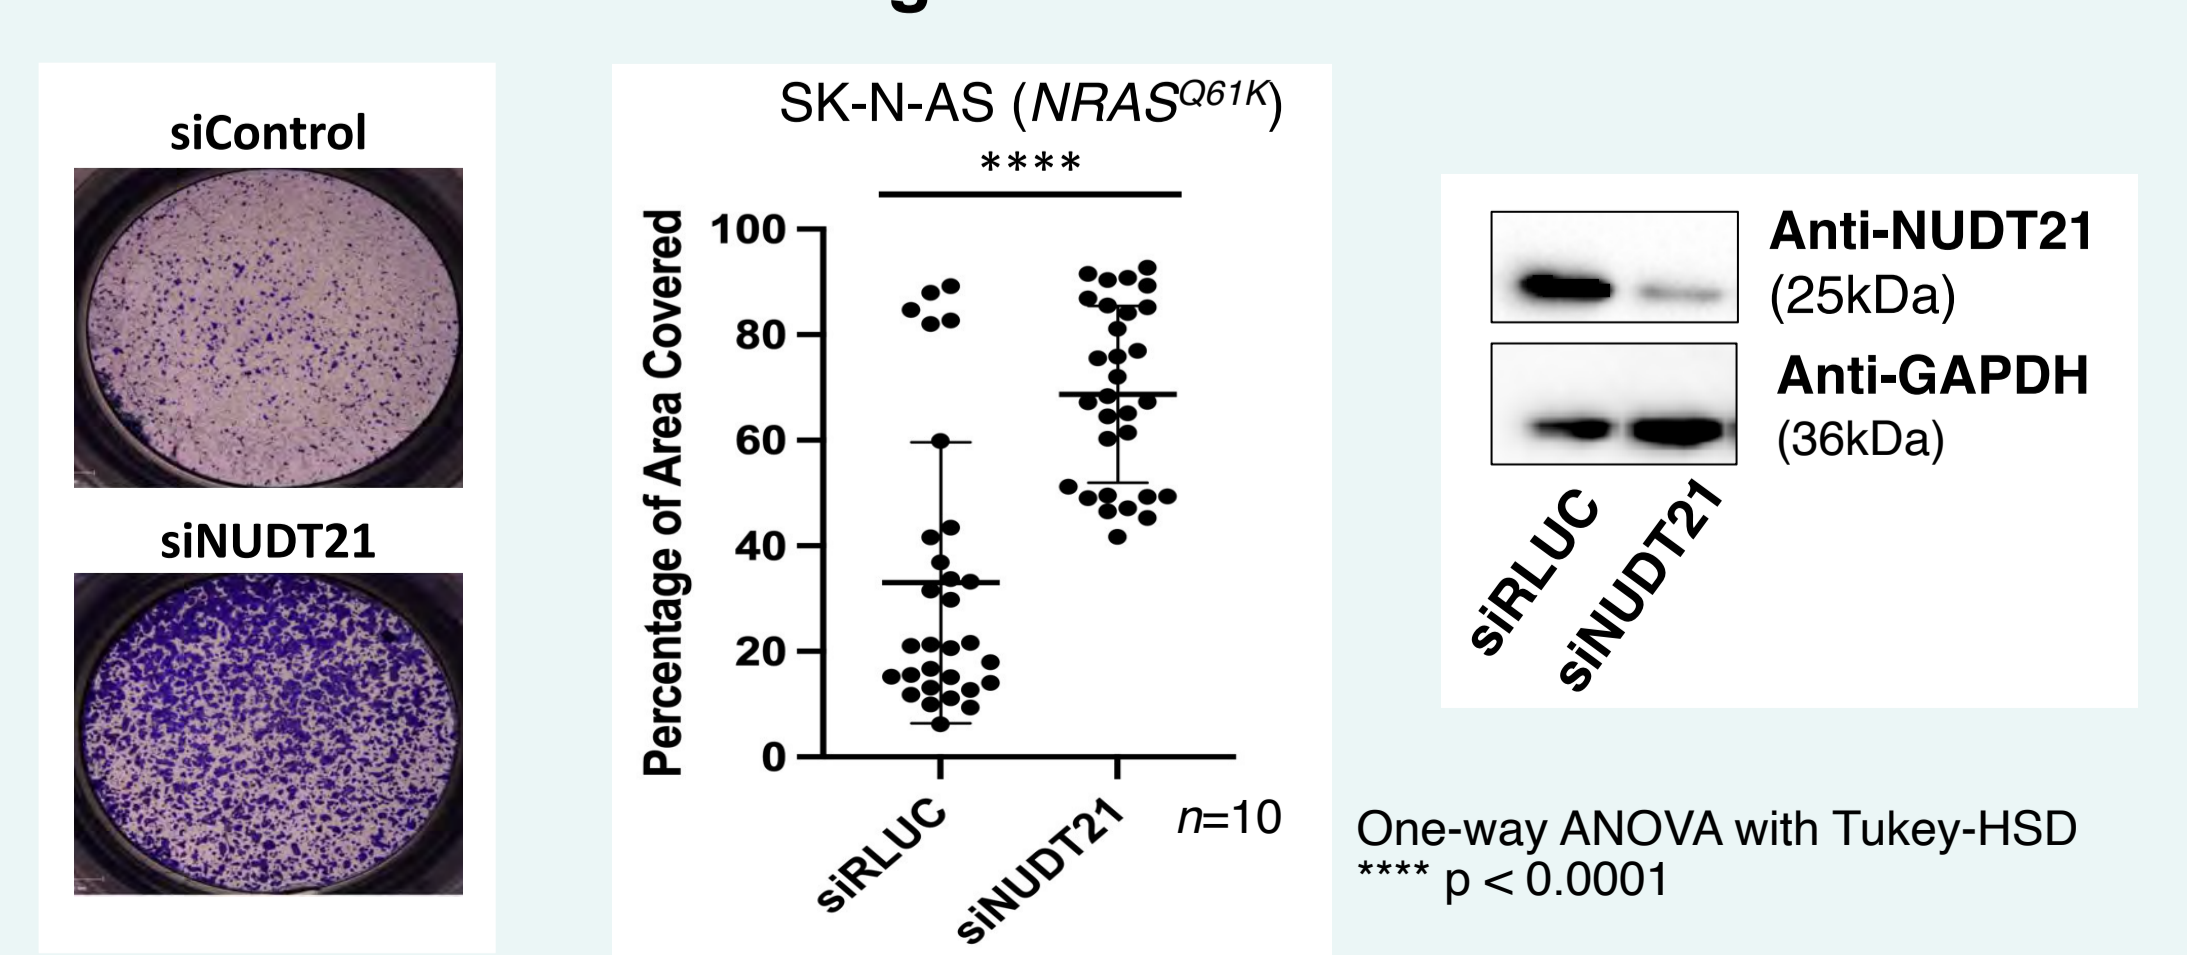 siControl
siNUDT21
SK-N-AS (NRASQ61K)
****
Percentage of Area Covered
100
80
60
40
20
0
siRLUC
siNUDT21
n=10
Anti-NUDT21
(25kDa)
Anti-GAPDH
(36kDa)
siRLUC
siNUDT21
One-way ANOVA with Tukey-HSD
**** p < 0.0001